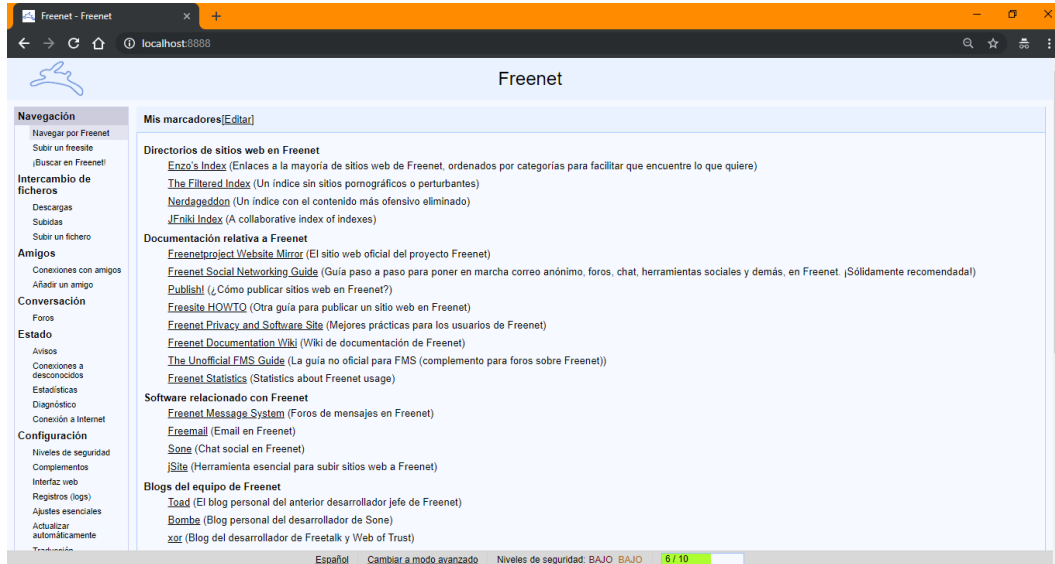 Freenet - Freenet
localhost:8888
Freenet
Navegación
Navegar por Freenet
Subir un freesite
¡Buscar en Freenet!
Intercambio de
ficheros
Descargas
Subidas
Subir un fichero
Amigos
Conexiones con amigos
Añadir un amigo
Conversación
Foros
Estado
Avisos
Conexiones a
desconocidos
Estadísticas
Diagnóstico
Conexión a Internet
Configuración
Niveles de seguridad
Complementos
Interfaz web
Registros (logs)
Ajustes esenciales
Actualizar
automáticamente
Traducción
Mis marcadores[Editar]
Directorios de sitios web en Freenet
Enzo's Index (Enlaces a la mayoría de sitios web de Freenet, ordenados por categorías para facilitar que encuentre lo que quiere)
The Filtered Index (Un índice sin sitios pornográficos o perturbantes)
Nerdageddon (Un índice con el contenido más ofensivo eliminado)
JFniki Index (A collaborative index of indexes)
Documentación relativa a Freenet
Freenetproject Website Mirror (El sitio web oficial del proyecto Freenet)
Freenet Social Networking Guide (Guía paso a paso para poner en marcha correo anónimo, foros, chat, herramientas sociales y demás, en Freenet. ¡Sólidamente recomendada!)
Publish! (¿Cómo publicar sitios web en Freenet?)
Freesite HOWTO (Otra guía para publicar un sitio web en Freenet)
Freenet Privacy and Software Site (Mejores prácticas para los usuarios de Freenet)
Freenet Documentation Wiki (Wiki de documentación de Freenet)
The Unofficial FMS Guide (La guía no oficial para FMS (complemento para foros sobre Freenet))
Freenet Statistics (Statistics about Freenet usage)
Software relacionado con Freenet
Freenet Message System (Foros de mensajes en Freenet)
Freemail (Email en Freenet)
Sone (Chat social en Freenet)
jSite (Herramienta esencial para subir sitios web a Freenet)
Blogs del equipo de Freenet
Toad (El blog personal del anterior desarrollador jefe de Freenet)
Bombe (Blog personal del desarrollador de Sone)
xor (Blog del desarrollador de Freetalk y Web of Trust)
Español Cambiar a modo avanzado Niveles de seguridad: BAJO BAJO 6 / 10